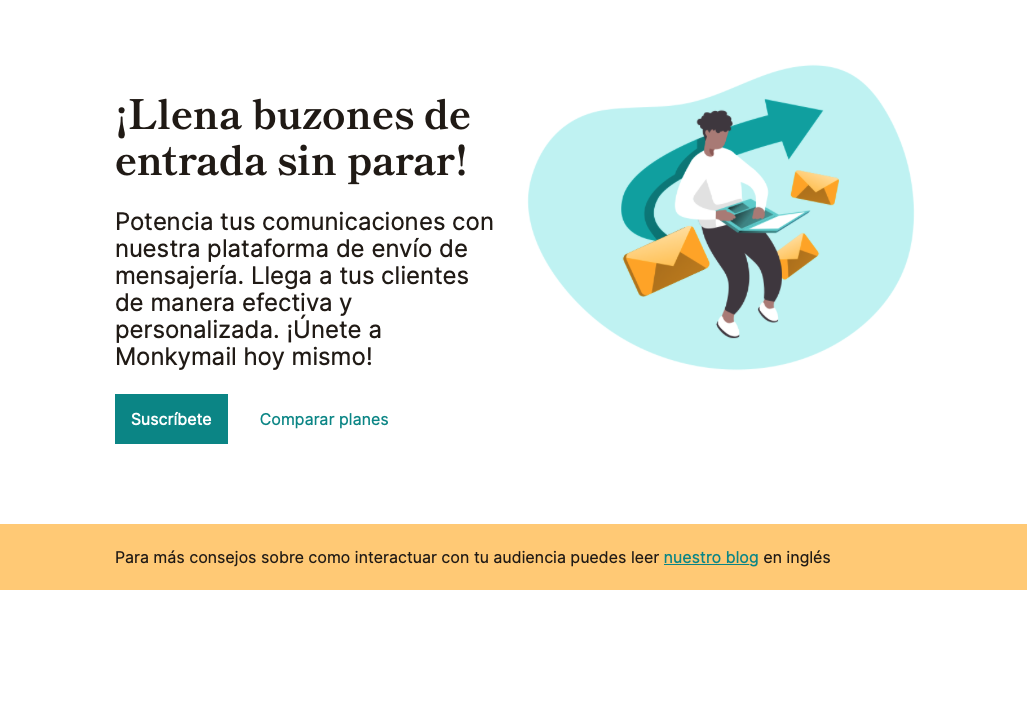 ¡Llena buzones de
entrada sin parar!
Potencia tus comunicaciones con
nuestra plataforma de envío de
mensajería. Llega a tus clientes
de manera efectiva y
personalizada. ¡Únete a
Monkymail hoy mismo!
Suscríbete
Comparar planes
Para más consejos sobre como interactuar con tu audiencia puedes leer nuestro blog en inglés